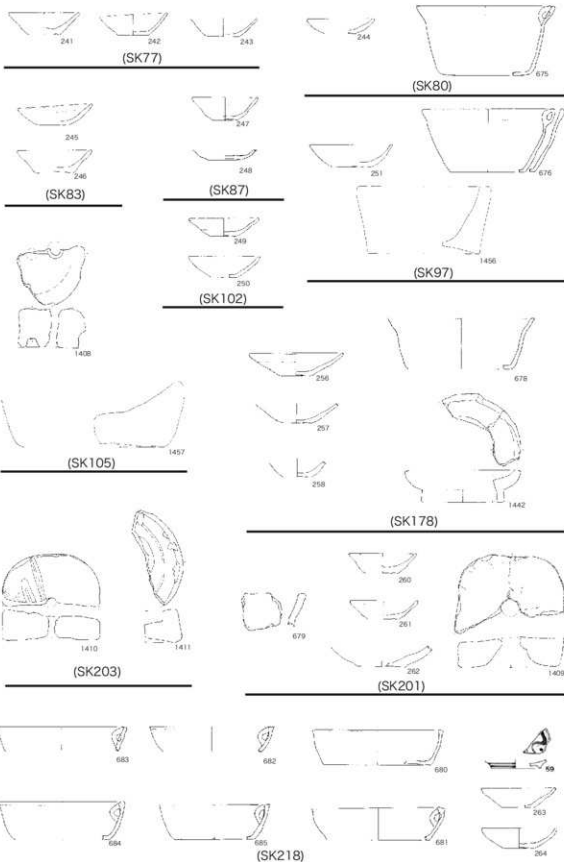 241 242 243
(SK77)
244 675
(SK80)
245
246
(SK83)
247
248
(SK87)
249
250
(SK102)
251 676
1456
(SK97)
1408
1457
(SK105)
256 678
257
258
1442
(SK178)
1410 1411
(SK203)
260
679 261
262 1409
(SK201)
683 682 680 59
263
684 685 681 264
(SK218)